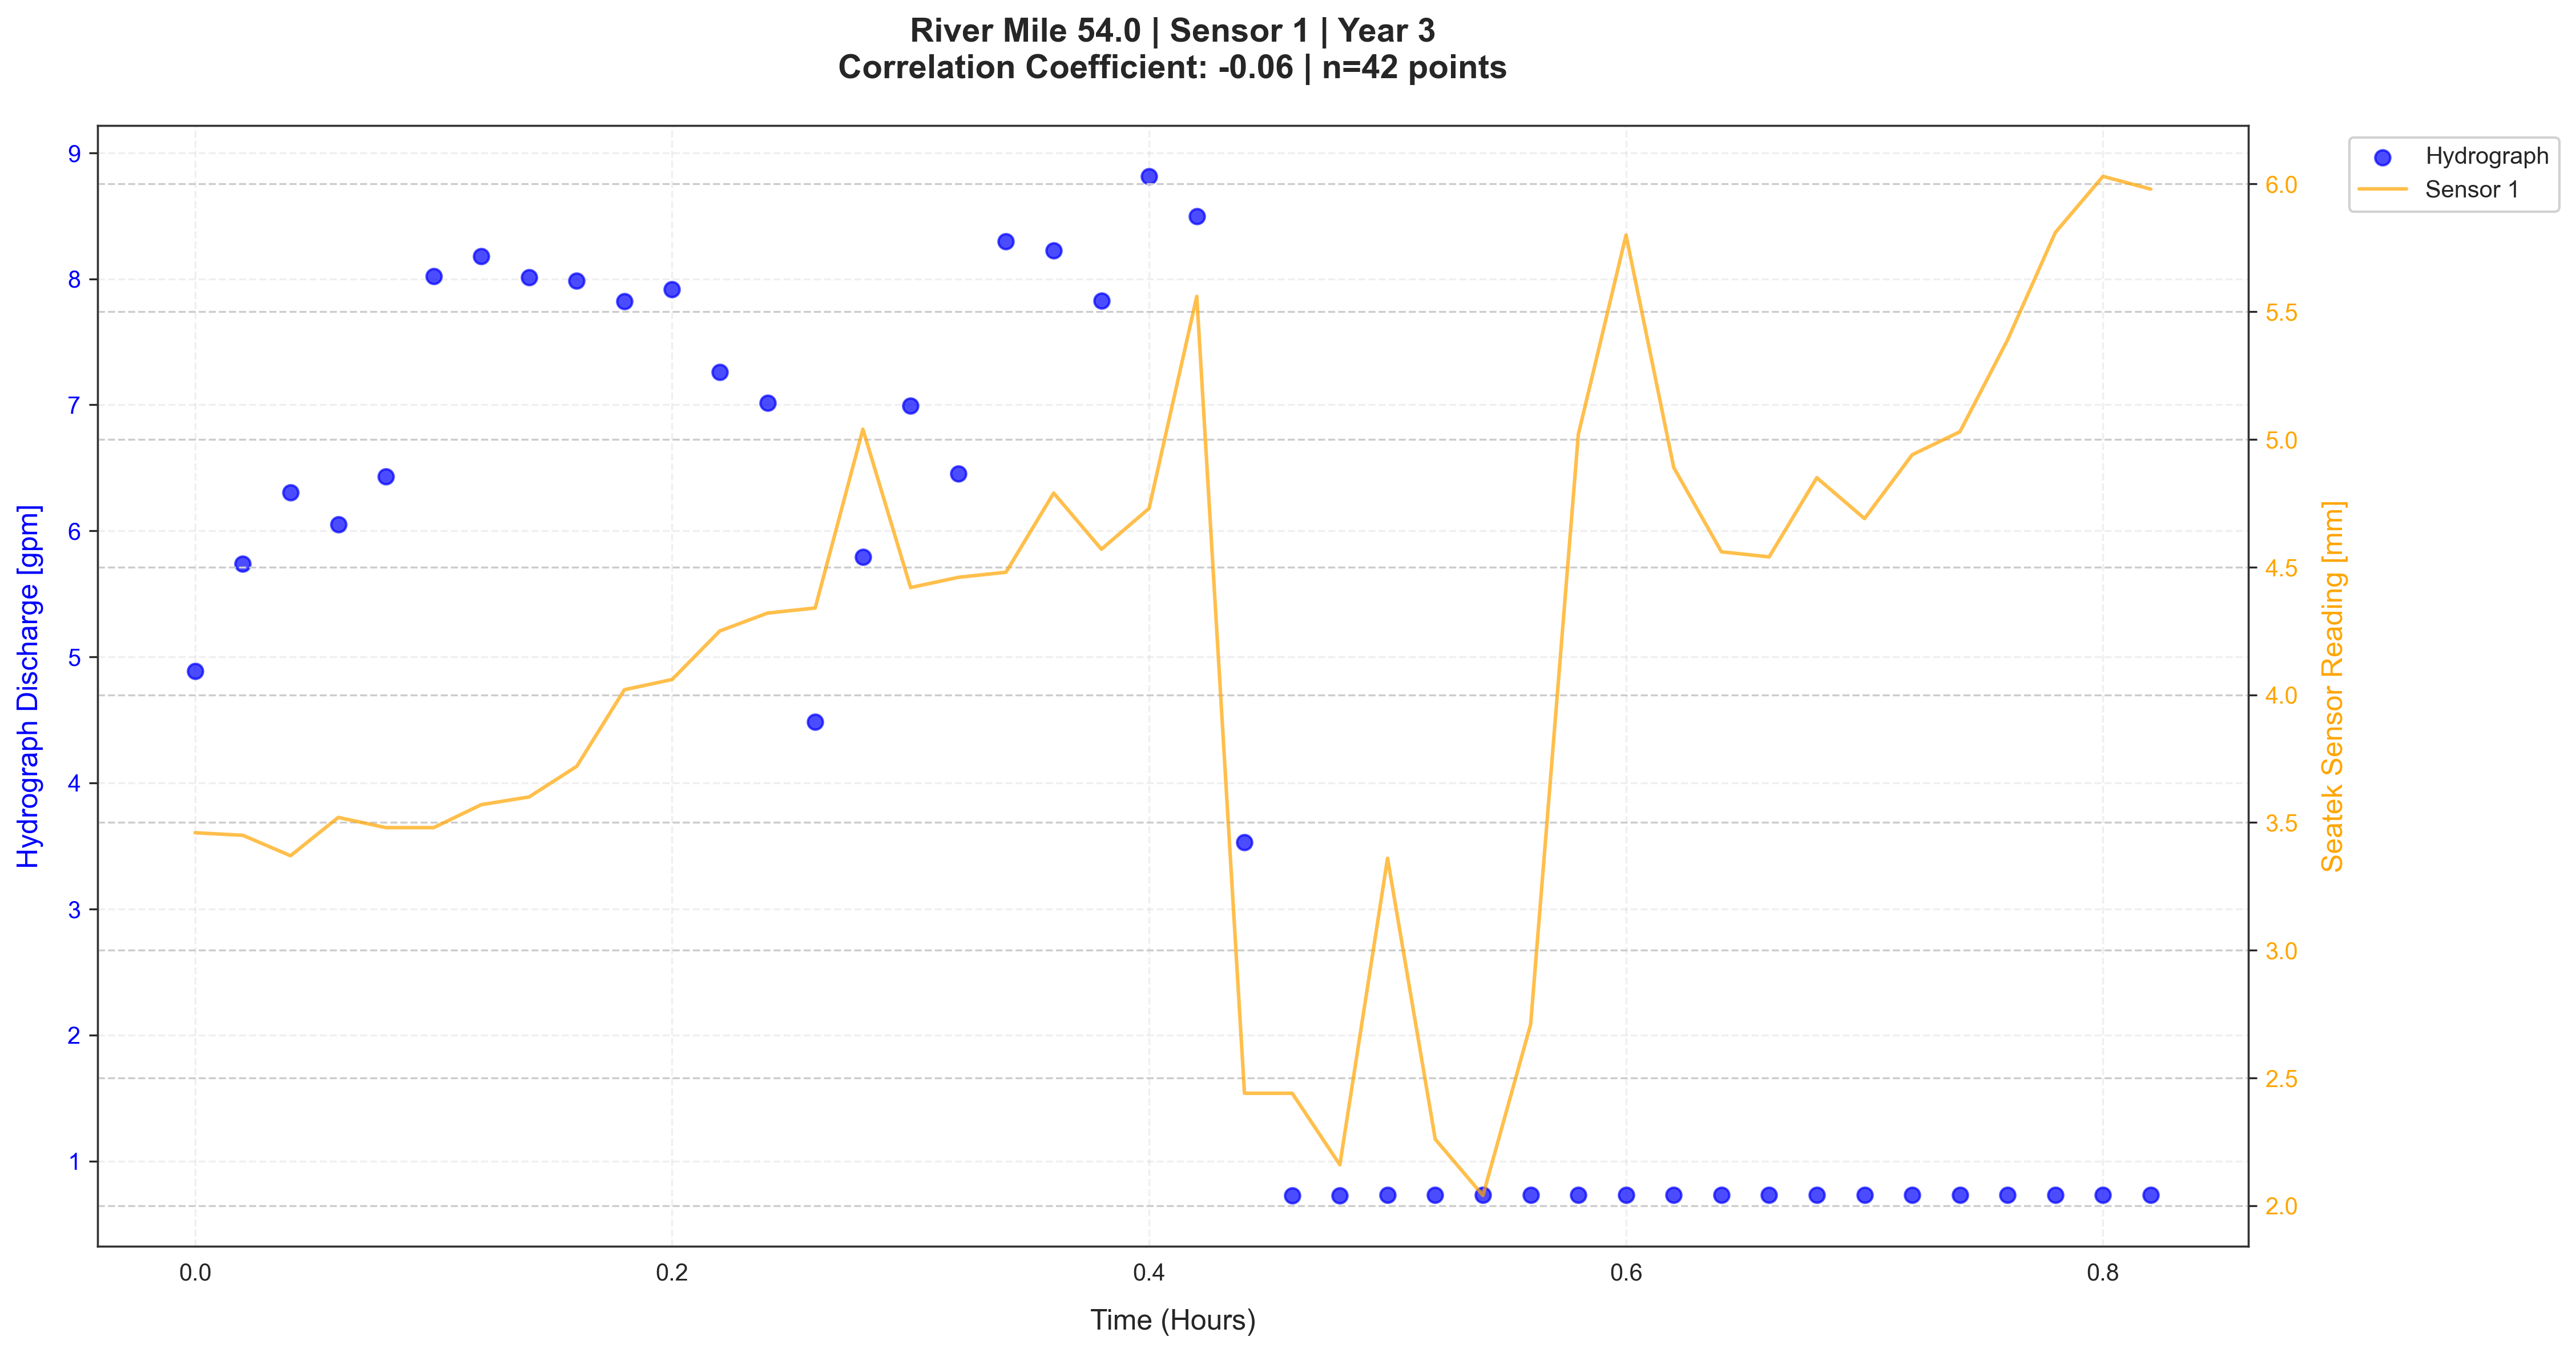 River Mile 54.0 | Sensor 1 | Year 3
Correlation Coefficient: -0.06 | n=42 points
Hydrograph
Sensor 1
9
8
7
6
5
4
3
2
1
Hydrograph Discharge [gpm]
6.0
5.5
5.0
4.5
4.0
3.5
3.0
2.5
2.0
Seatek Sensor Reading [mm]
0.0 0.2 0.4 0.6 0.8
Time (Hours)